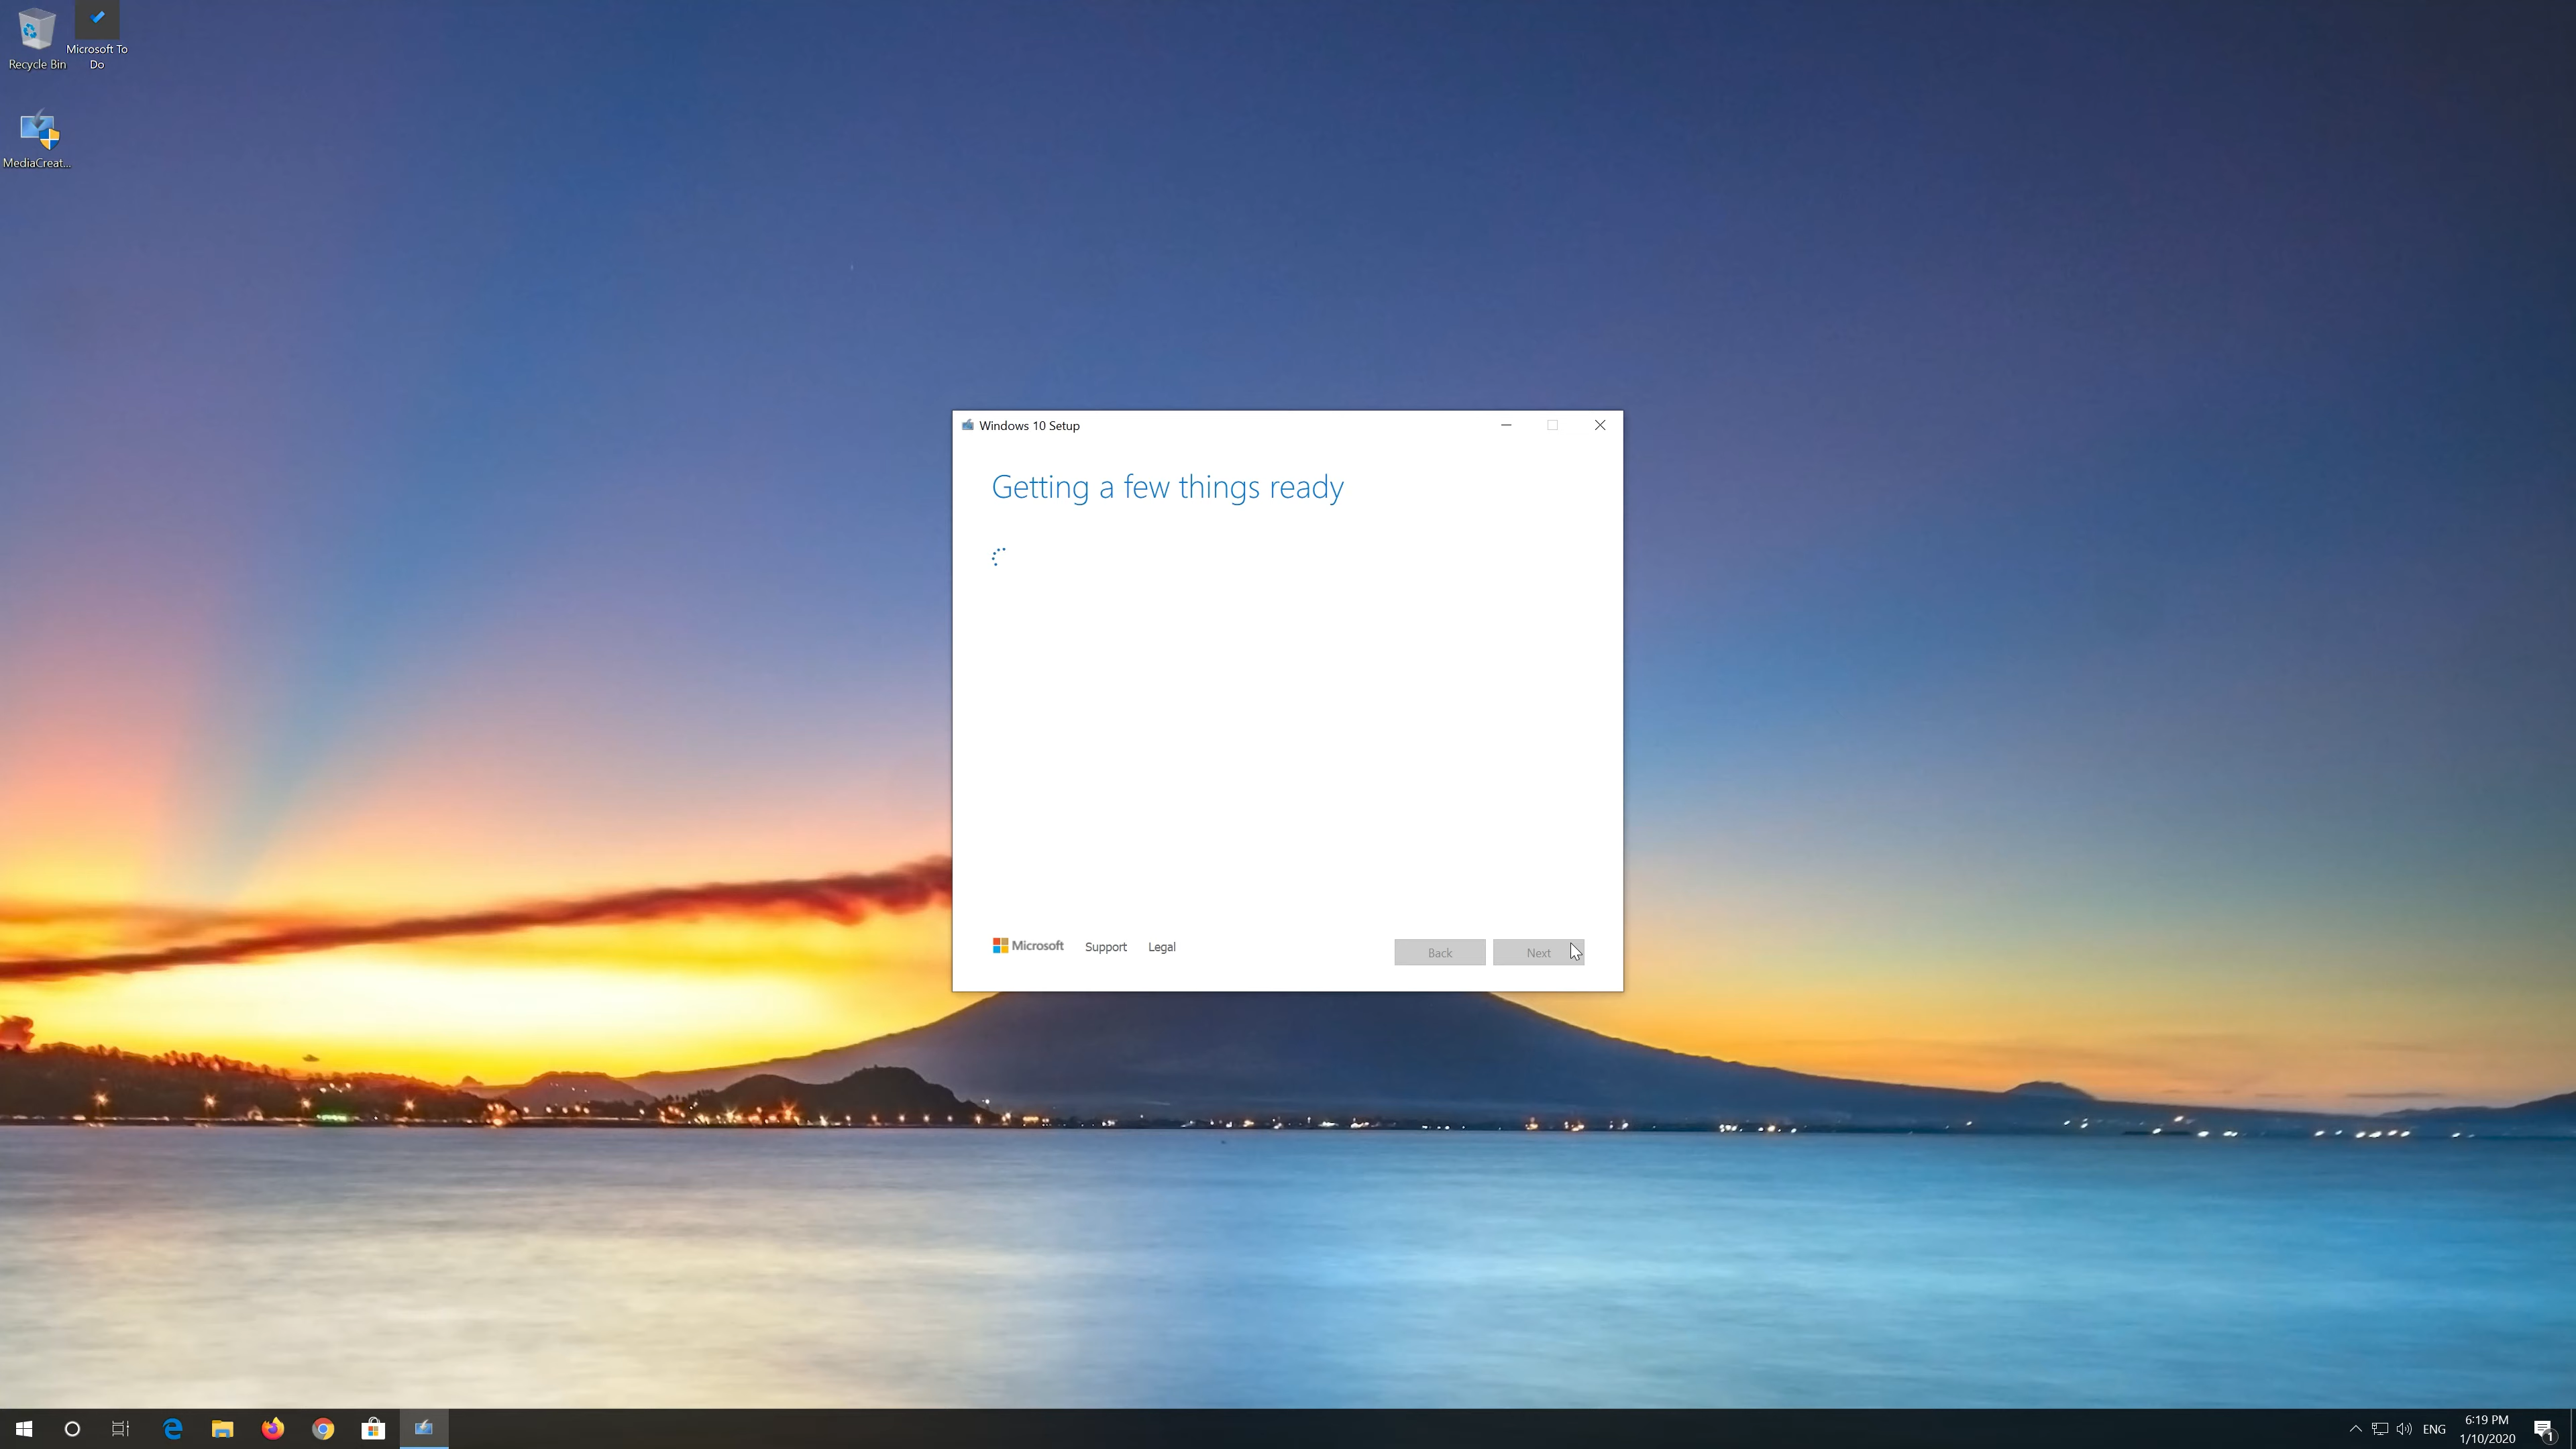 Recycle Bin
Microsoft To
Do
MediaCreat...
Windows 10 Setup
Getting a few things ready
Microsoft
Support
Legal
Back
Next
ENG
6:19 PM
1/10/2020
1